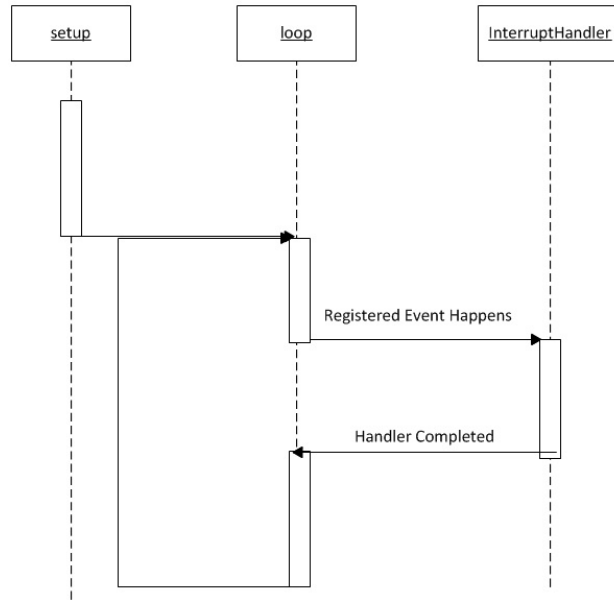 setup
loop
InterruptHandler
Registered Event Happens
Handler Completed